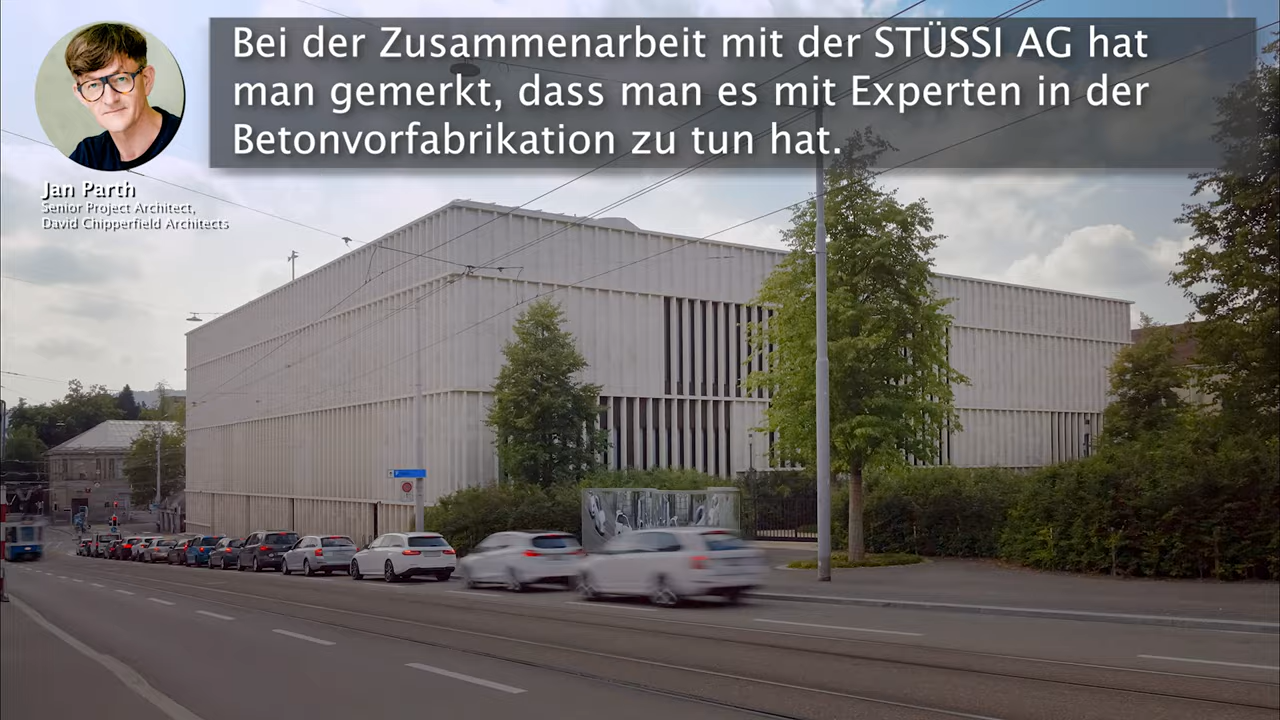 Bei der Zusammenarbeit mit der STÜSSI AG hat
man gemerkt, dass man es mit Experten in der
Betonvorfabrikation zu tun hat.
Jan Parth
Senior Project Architect,
David Chipperfield Architects